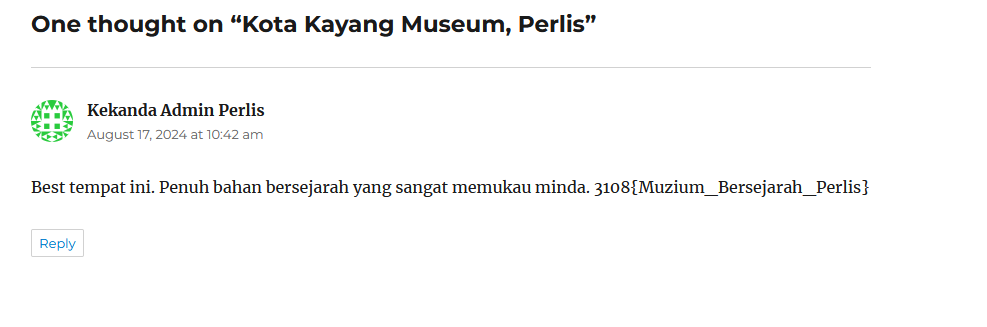 One thought on “Kota Kayang Museum, Perlis”
Kekanda Admin Perlis
August 17, 2024 at 10:42 am
Best tempat ini. Penuh bahan bersejarah yang sangat memukau minda. 3108{Muzium_Bersejarah_Perlis}
Reply